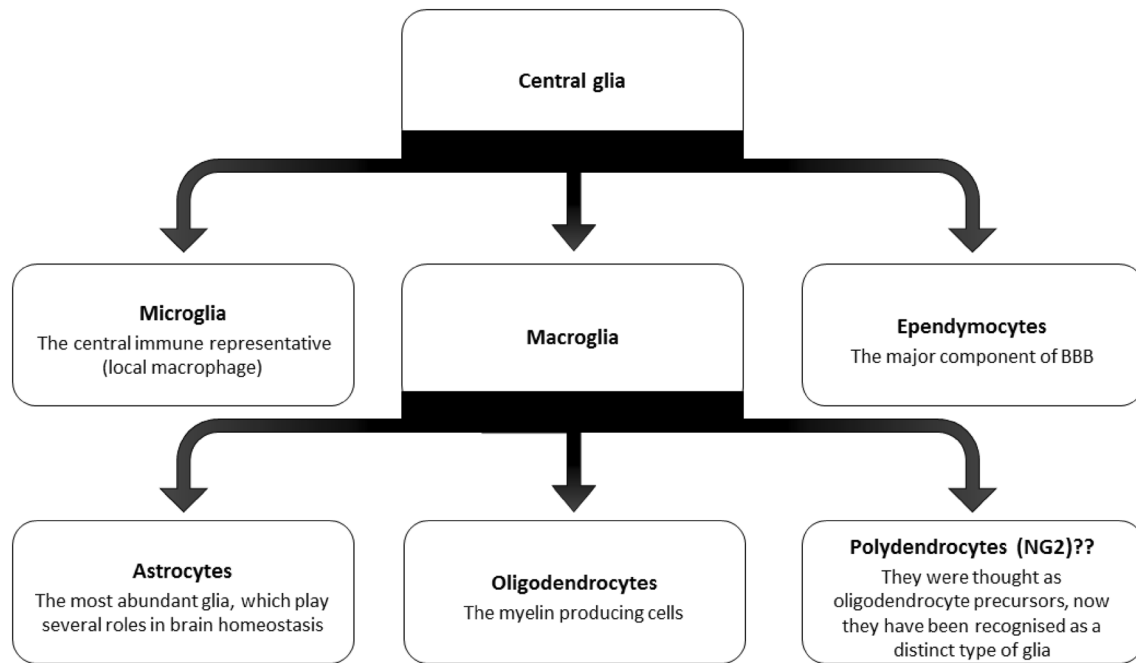 Central glia
Microglia
The central immune representative
(local macrophage)
Macroglia
Ependymocytes
The major component of BBB
Astrocytes
The most abundant glia, which play
several roles in brain homeostasis
Oligodendrocytes
The myelin producing cells
Polydendrocytes (NG2)??
They were thought as
oligodendrocyte precursors, now
they have been recognised as a
distinct type of glia